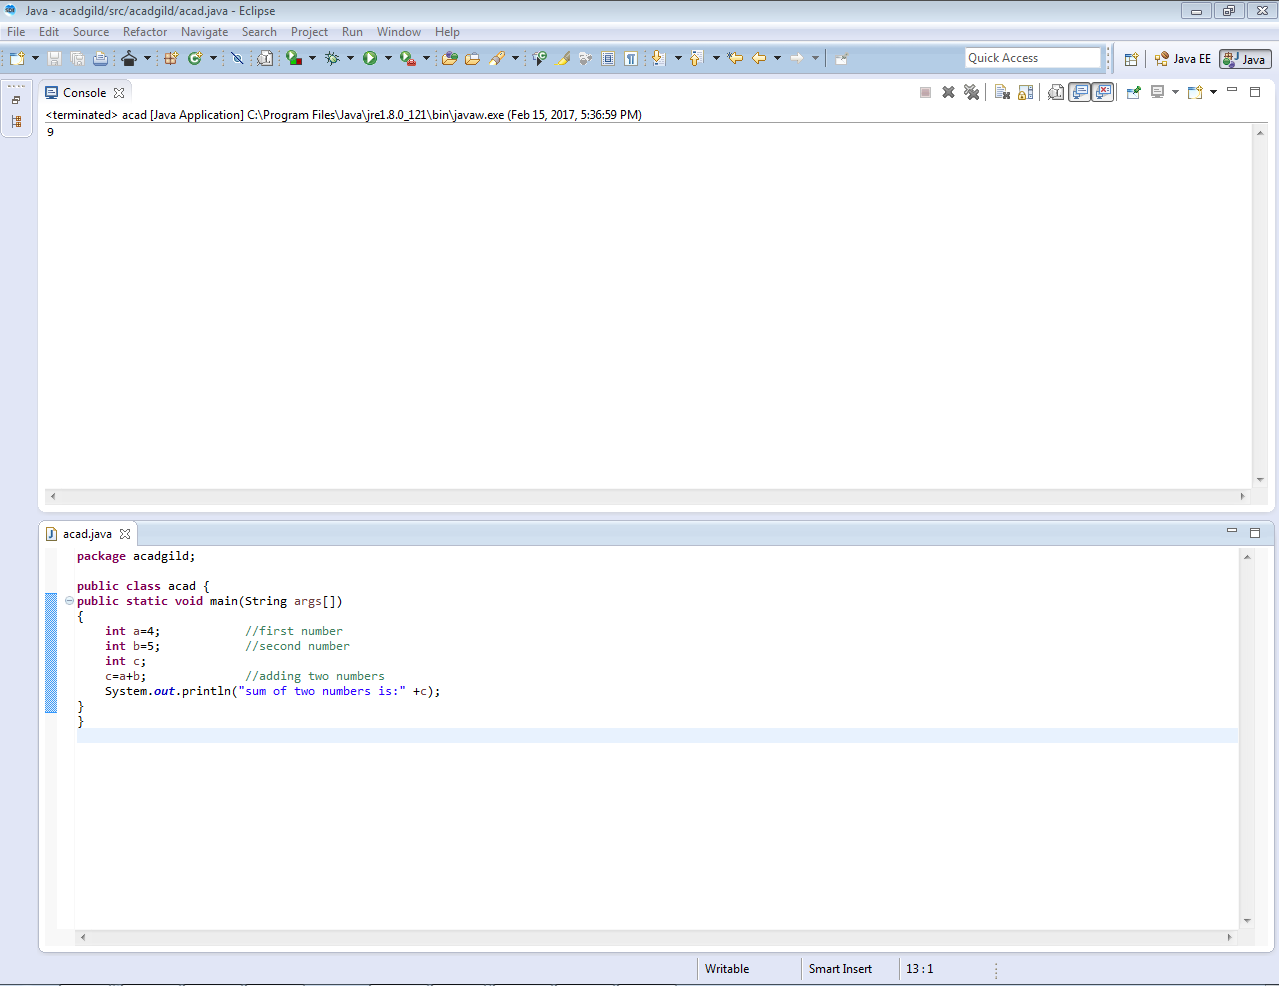 Java - acadgild/src/acadgild/acad.java - Eclipse
File Edit Source Refactor Navigate Search Project Run Window Help
Quick Access
Java EE
Java
Console
<terminated> acad [Java Application] C:\Program Files\Java\jre1.8.0_121\bin\javaw.exe (Feb 15, 2017, 5:36:59 PM)
9
acad.java
package acadgild;
public class acad {
public static void main(String args[])
{
int a=4; //first number
int b=5; //second number
int c;
c=a+b; //adding two numbers
System.out.println("sum of two numbers is:" +c);
}
}
Writable
Smart Insert
13 : 1